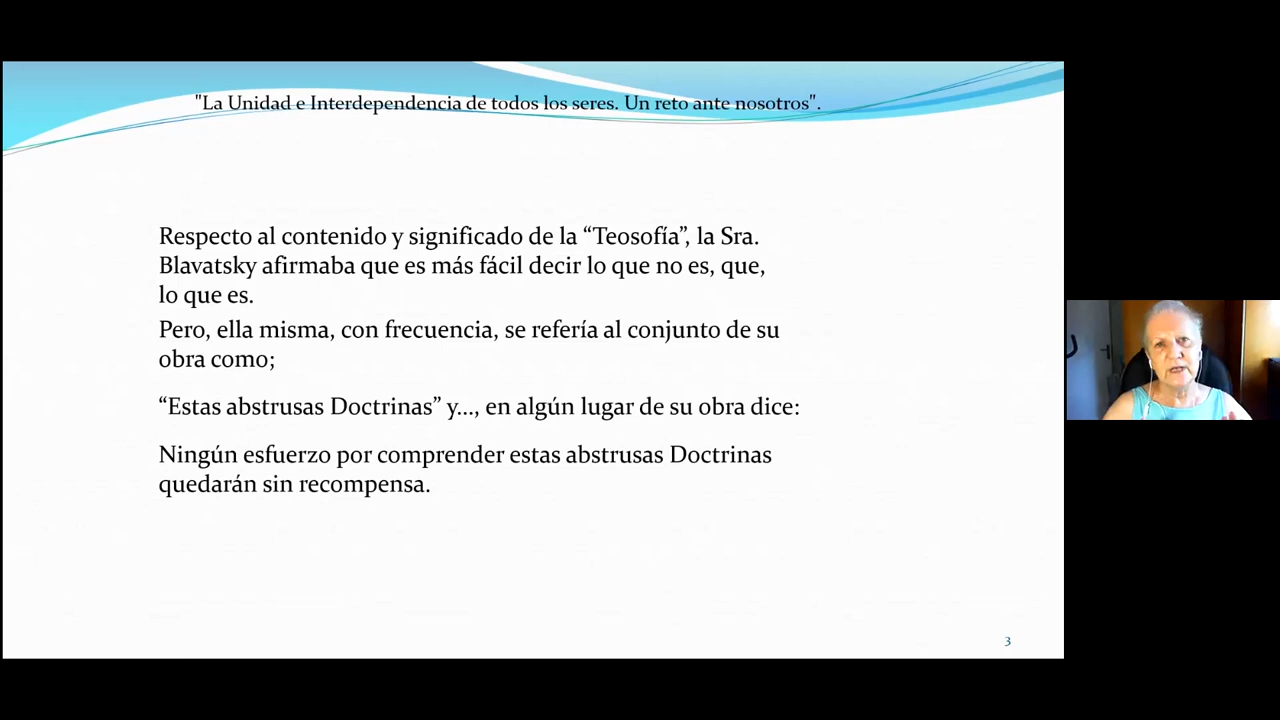 "La Unidad e Interdependencia de todos los seres. Un reto ante nosotros".
Respecto al contenido y significado de la “Teosofía”, la Sra.
Blavatsky afirmaba que es más fácil decir lo que no es, que,
lo que es.
Pero, ella misma, con frecuencia, se refería al conjunto de su
obra como;
“Estas abstrusas Doctrinas” y..., en algún lugar de su obra dice:
Ningún esfuerzo por comprender estas abstrusas Doctrinas
quedarán sin recompensa.
3